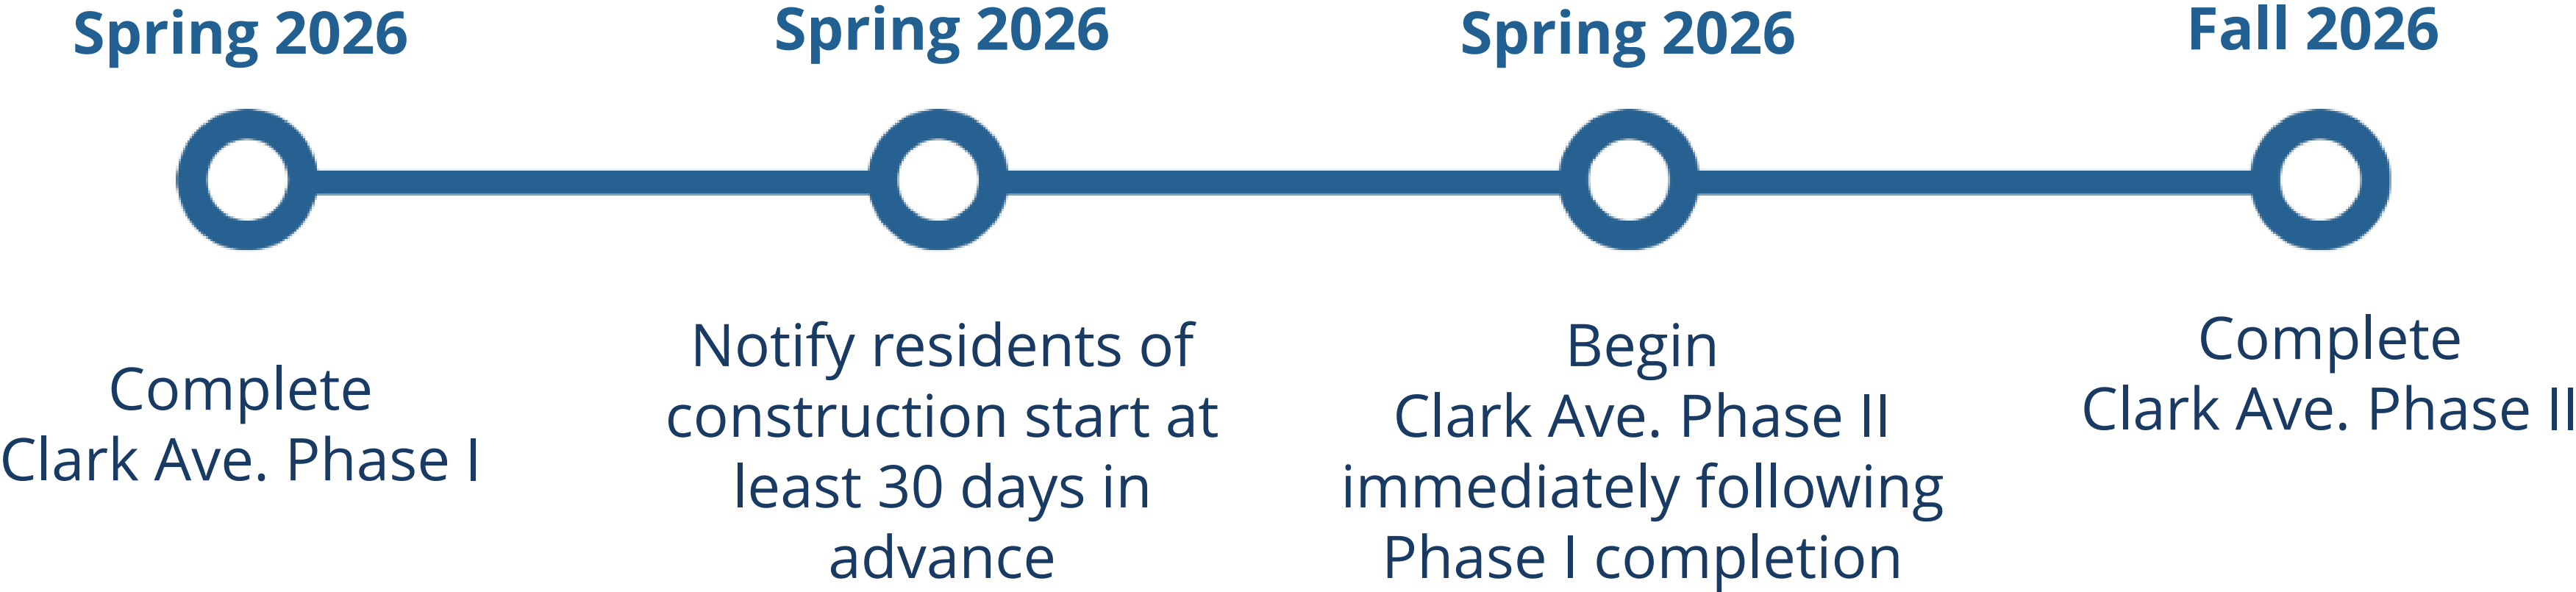 Spring 2026
Complete
Clark Ave. Phase I
Spring 2026
Notify residents of
construction start at
least 30 days in
advance
Spring 2026
Begin
Clark Ave. Phase II
immediately following
Phase I completion
Fall 2026
Complete
Clark Ave. Phase II